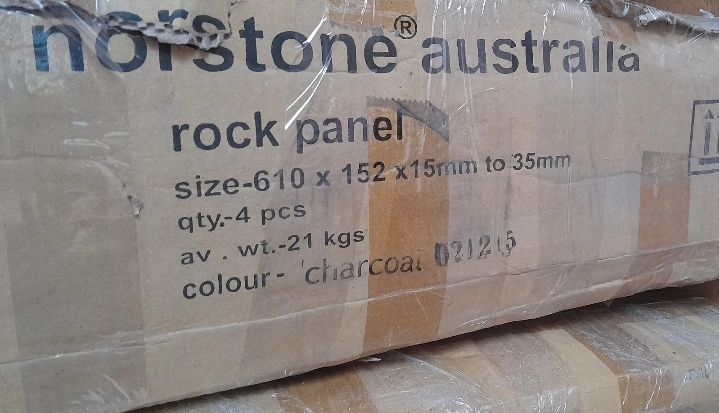 norstone® australia
rock panel
size-610 x 152 x15mm to 35mm
qty.-4 pcs
av . wt.-21 kgs
colour- charcoal 021215